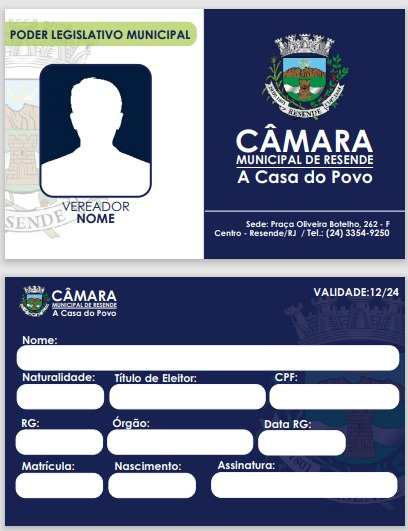 PODER LEGISLATIVO MUNICIPAL
VEREADOR
NOME
RESENDE
CÂMARA
MUNICIPAL DE RESENDE
A Casa do Povo
Sede: Praça Oliveira Botelho, 262 - F
Centro - Resende/RJ / Tel.: (24) 3354-9250
CÂMARA
MUNICIPAL DE RESENDE
A Casa do Povo
VALIDADE:12/24
Nome:
Naturalidade: Título de Eleitor: CPF:
RG: Órgão: Data RG:
Matrícula: Nascimento: Assinatura: